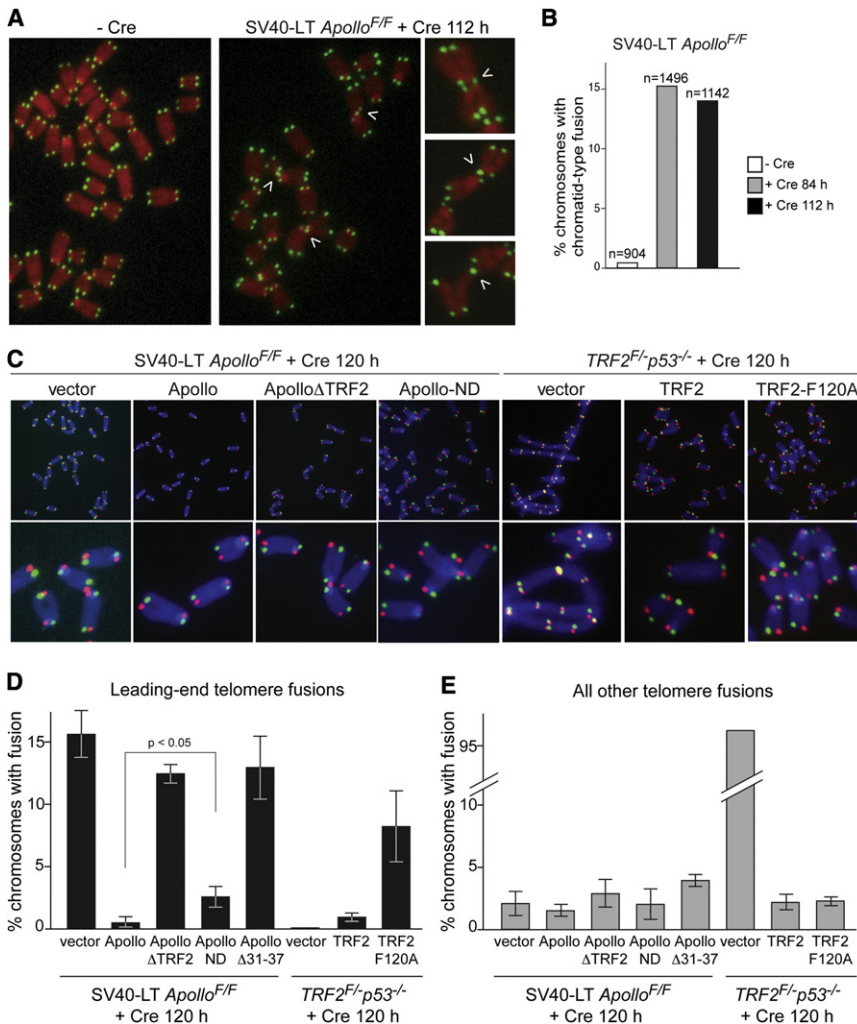 A
- Cre
SV40-LT Apollo^F/F + Cre 112 h
<
<
<
<
<
<
B
SV40-LT Apollo^F/F
% chromosomes with chromatid-type fusion
15
10
5
0
n=904
n=1496
n=1142
- Cre
+ Cre 84 h
+ Cre 112 h
C
SV40-LT Apollo^F/F + Cre 120 h
TRF2^F/-p53^-/- + Cre 120 h
vector
Apollo
ApolloΔTRF2
Apollo-ND
vector
TRF2
TRF2-F120A
D
Leading-end telomere fusions
% chromosomes with fusion
15
10
5
0
p < 0.05
vector
Apollo
Apollo ΔTRF2
Apollo ND
Apollo Δ31-37
vector
TRF2
TRF2 F120A
SV40-LT Apollo^F/F + Cre 120 h
TRF2^F/-p53^-/- + Cre 120 h
E
All other telomere fusions
% chromosomes with fusion
95
10
5
0
vector
Apollo
Apollo ΔTRF2
Apollo ND
Apollo Δ31-37
vector
TRF2
TRF2 F120A
SV40-LT Apollo^F/F + Cre 120 h
TRF2^F/-p53^-/- + Cre 120 h